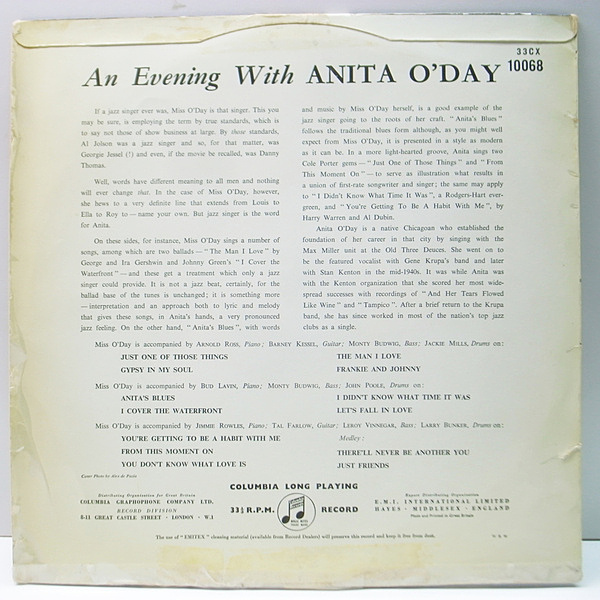 33CX
10068
An Evening With ANITA O'DAY
If a jazz singer ever was, Miss O'Day is that singer. This you
may be sure, is employing the term by true standards, which is
to say not those of show business at large. By those standards,
Al Jolson was a jazz singer and so, for that matter, was
Georgie Jessel (!) and even, if the movie be recalled, was Danny
Thomas.
Well, words have different meaning to all men and nothing
will ever change that. In the case of Miss O'Day, however,
she hews to a very definite line that extends from Louis to
Ella to Roy to — name your own. But jazz singer is the word
for Anita.
On these sides, for instance, Miss O'Day sings a number of
songs, among which are two ballads — "The Man I Love" by
George and Ira Gershwin and Johnny Green's "I Cover the
Waterfront" — and these get a treatment which only a jazz
singer could provide. It is not a jazz beat, certainly, for the
ballad base of the tunes is unchanged; it is something more
— interpretation and an approach both to lyric and melody
that gives these songs, in Anita's hands, a very pronounced
jazz feeling. On the other hand, "Anita's Blues", with words
and music by Miss O'Day herself, is a good example of the
jazz singer going to the roots of her craft. "Anita's Blues"
follows the traditional blues form although, as you might well
expect from Miss O'Day, it is presented in a style as modern
as it can be. In a more light-hearted groove, Anita sings two
Cole Porter gems — "Just One of Those Things" and "From
This Moment On" — to serve as illustration what results in
a union of first-rate songwriter and singer; the same may apply
to "I Didn't Know What Time It Was", a Rodgers-Hart ever-
green, and "You're Getting To Be A Habit With Me", by
Harry Warren and Al Dubin.
Anita O'Day is a native Chicagoan who established the
foundation of her career in that city by singing with the
Max Miller unit at the Old Three Deuces. She went on to
be the featured vocalist with Gene Krupa's band and later
with Stan Kenton in the mid-1940s. It was while Anita was
with the Kenton organization that she scored her most wide-
spread successes with recordings of "And Her Tears Flowed
Like Wine" and "Tampico". After a brief return to the Krupa
band, she has since worked in most of the nation's top jazz
clubs as a single.
Miss O'Day is accompanied by ARNOLD ROSS, Piano; BARNEY KESSEL, Guitar; MONTY BUDWIG, Bass; JACKIE MILLS, Drums on:
JUST ONE OF THOSE THINGS
GYPSY IN MY SOUL
THE MAN I LOVE
FRANKIE AND JOHNNY
Miss O'Day is accompanied by BUD LAVIN, Piano; MONTY BUDWIG, Bass; JOHN POOLE, Drums on:
ANITA'S BLUES
I COVER THE WATERFRONT
I DIDN'T KNOW WHAT TIME IT WAS
LET'S FALL IN LOVE
Miss O'Day is accompanied by JIMMIE ROWLES, Piano; TAL FARLOW, Guitar; LEROY VINNEGAR, Bass; LARRY BUNKER, Drums on:
YOU'RE GETTING TO BE A HABIT WITH ME
FROM THIS MOMENT ON
YOU DON'T KNOW WHAT LOVE IS
Medley:
THERE'LL NEVER BE ANOTHER YOU
JUST FRIENDS
Cover Photo by Alex de Paola
COLUMBIA LONG PLAYING
33⅓ R.P.M. RECORD
Distributing Organisation for Great Britain
COLUMBIA GRAPHOPHONE COMPANY LTD.
RECORD DIVISION
8-11 GREAT CASTLE STREET · LONDON · W.1
Export Distributing Organisation
E.M.I. INTERNATIONAL LIMITED
HAYES · MIDDLESEX · ENGLAND
Made and Printed in Great Britain
The use of "EMITEX" cleaning material (available from Record Dealers) will preserve this record and keep it free from dust.